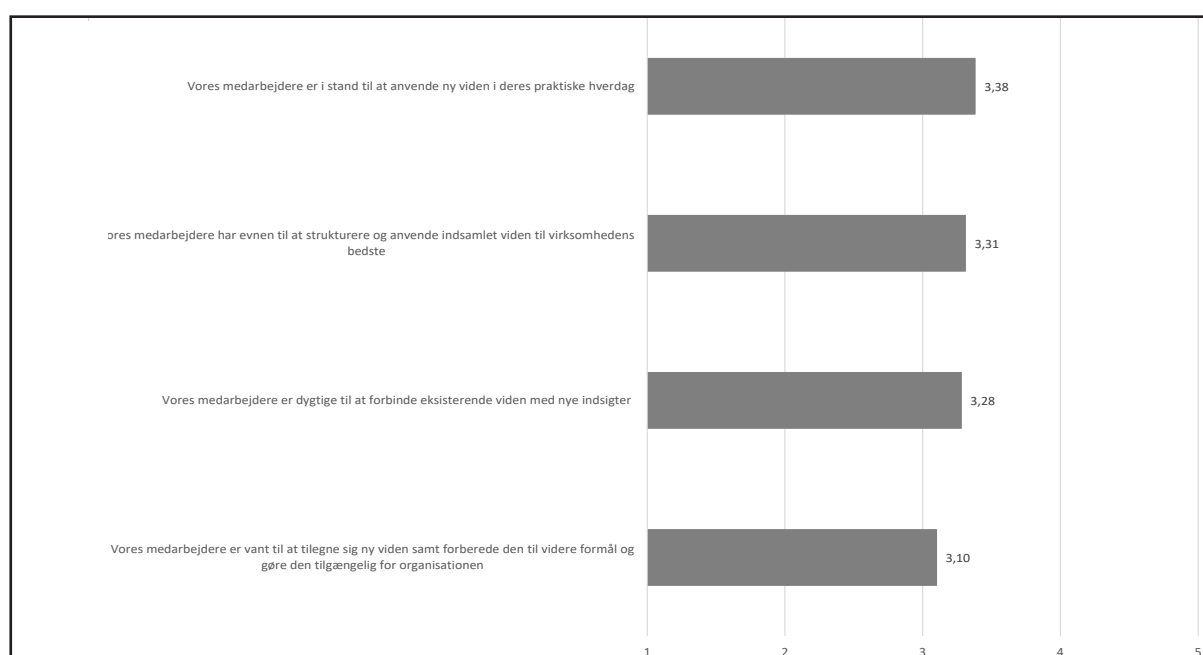 Vores medarbejdere er i stand til at anvende ny viden i deres praktiske hverdag
3,38
ores medarbejdere har evnen til at strukturere og anvende indsamlet viden til virksomhedens
bedste
3,31
Vores medarbejdere er dygtige til at forbinde eksisterende viden med nye indsigter
3,28
Vores medarbejdere er vant til at tilegne sig ny viden samt forberede den til videre formål og
gøre den tilgængelig for organisationen
3,10
1 2 3 4 5